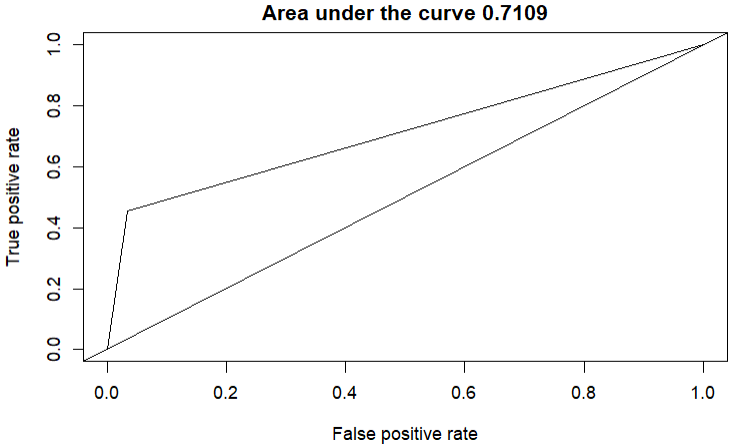 Area under the curve 0.7109
True positive rate
1.0
0.8
0.6
0.4
0.2
0.0
0.0 0.2 0.4 0.6 0.8 1.0
False positive rate